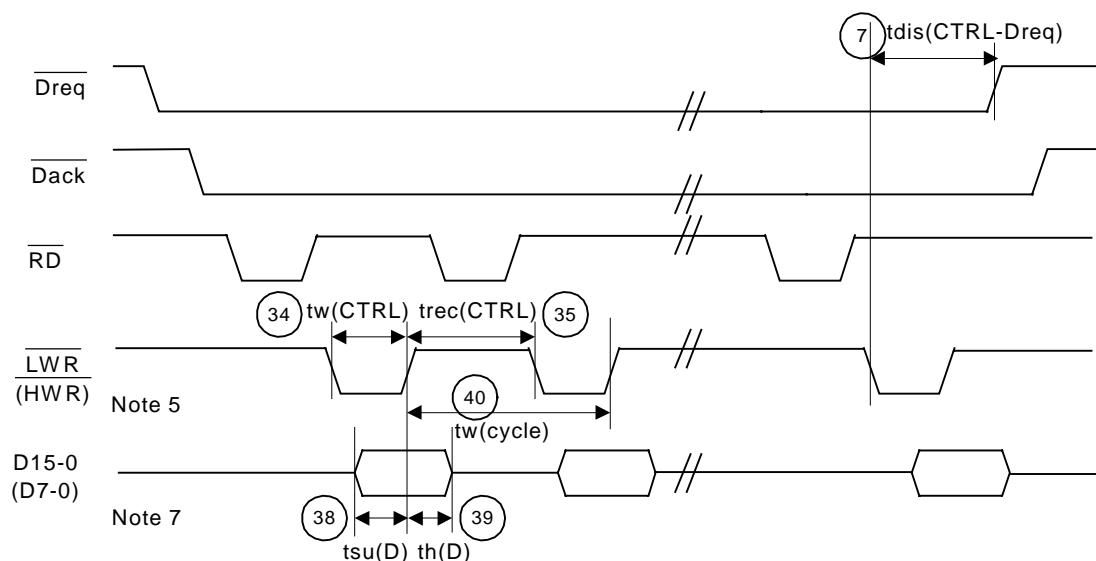 7 tdis(CTRL-Dreq)
Dreq
Dack
RD
34 tw(CTRL) trec(CTRL) 35
LWR
(HWR)
Note 5
40
tw(cycle)
D15-0
(D7-0)
Note 7
38 39
tsu(D) th(D)